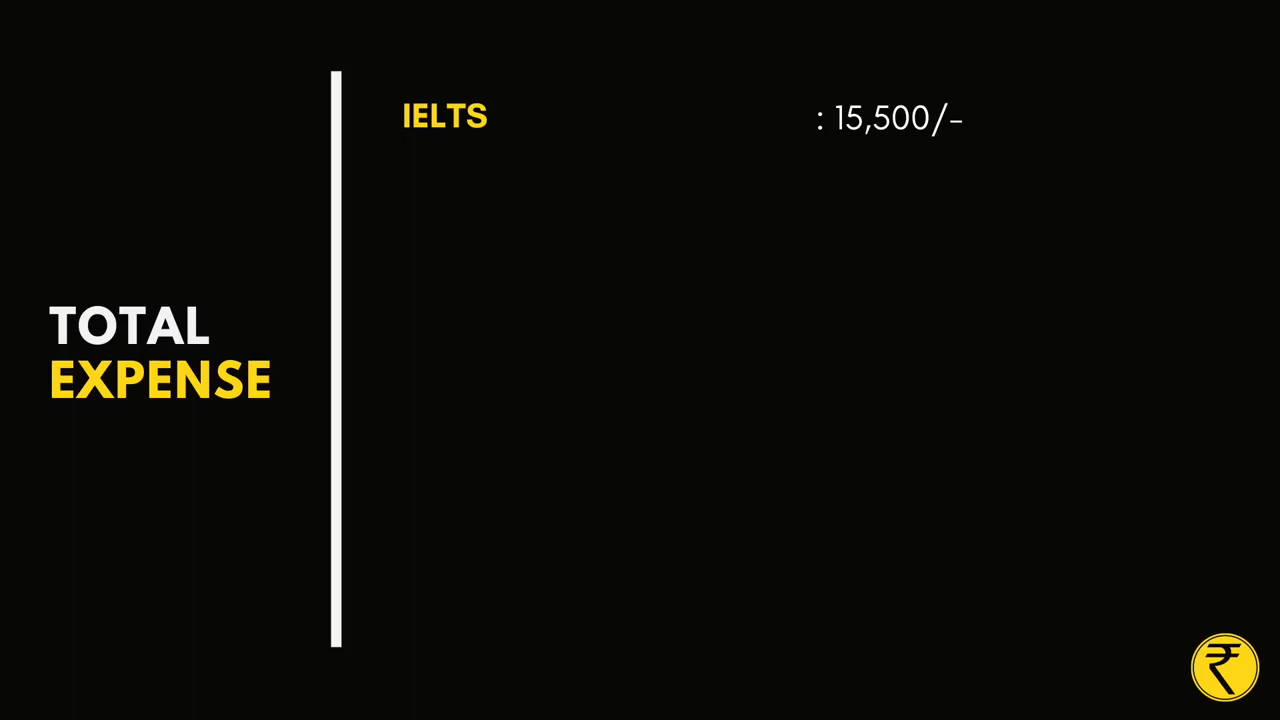 TOTAL
EXPENSE
IELTS : 15,500/-
₹